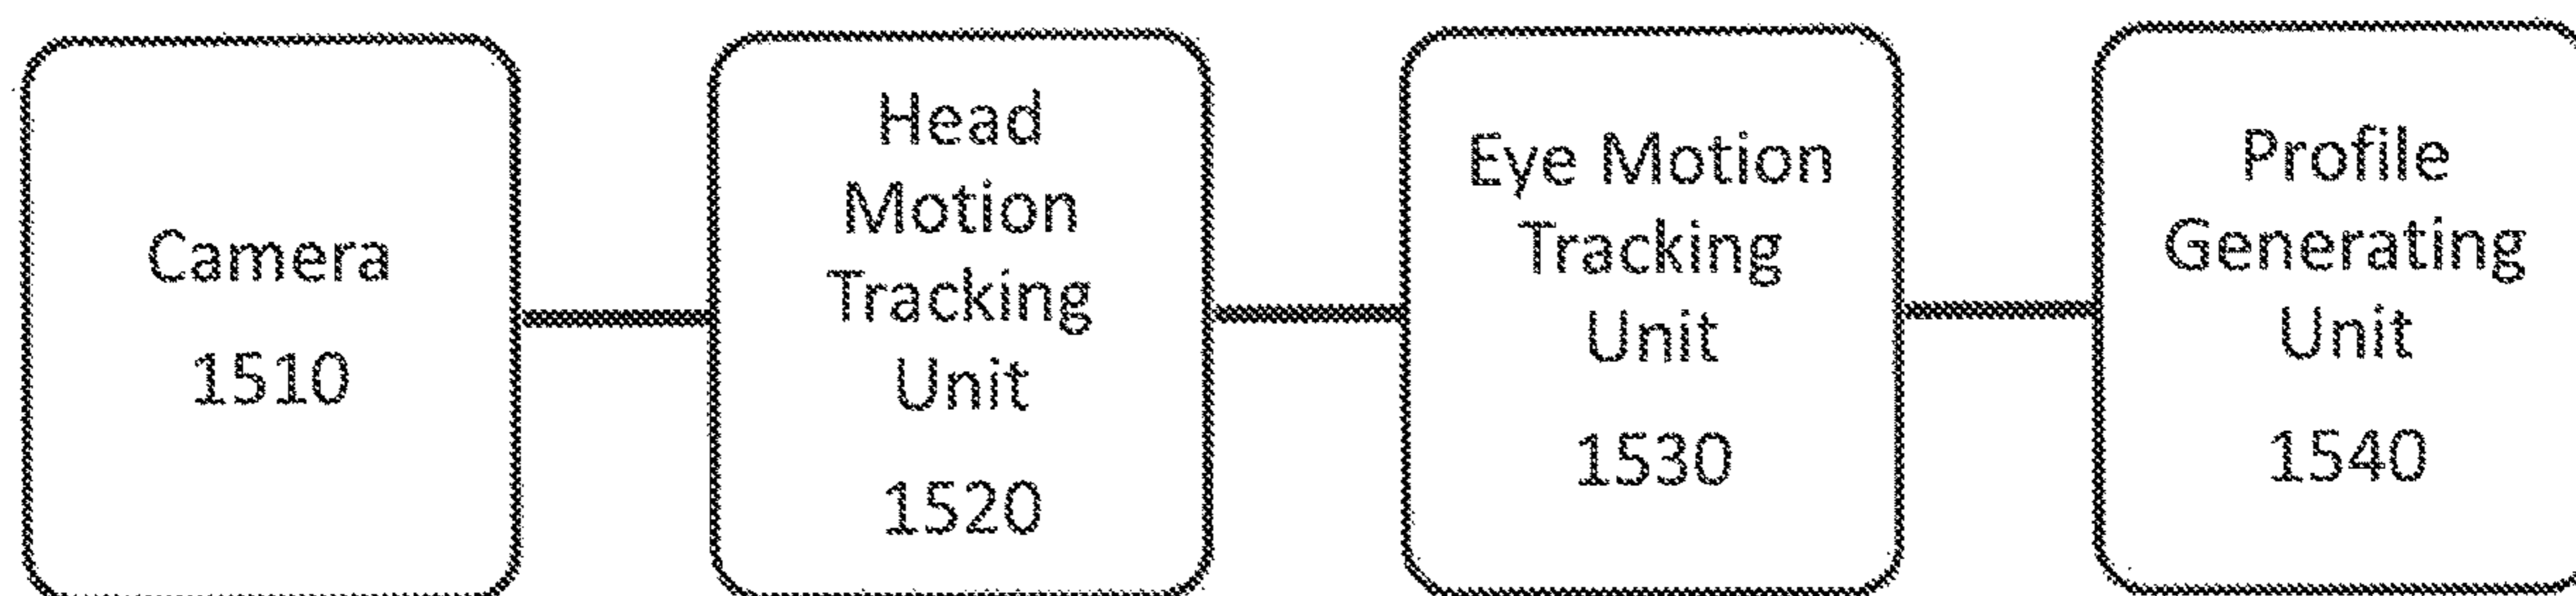 Camera
1510
Head
Motion
Tracking
Unit
1520
Eye Motion
Tracking
Unit
1530
Profile
Generating
Unit
1540